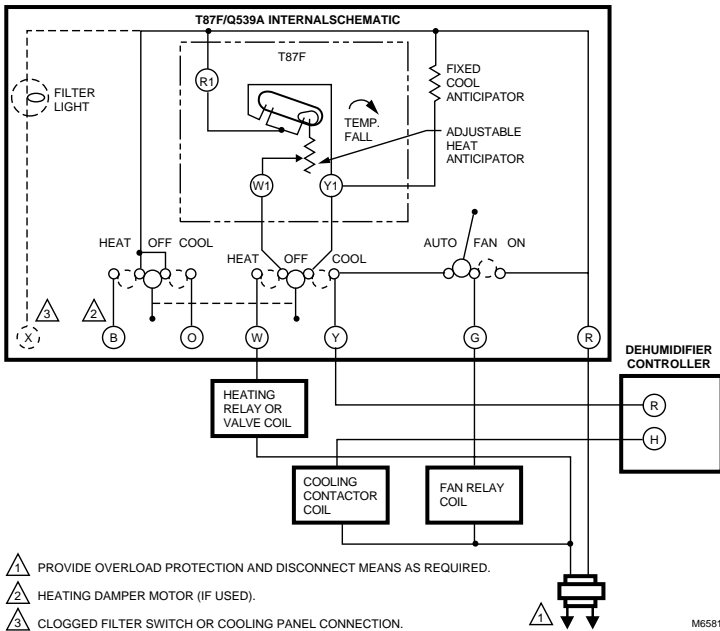 T87F/Q539A INTERNALSCHEMATIC
T87F
R1
FILTER
LIGHT
FIXED
COOL
ANTICIPATOR
TEMP.
FALL
ADJUSTABLE
HEAT
ANTICIPATOR
W1
Y1
HEAT OFF COOL
HEAT OFF COOL
AUTO FAN ON
3
2
X
B
O
W
Y
G
R
DEHUMIDIFIER
CONTROLLER
R
H
HEATING
RELAY OR
VALVE COIL
COOLING
CONTACTOR
COIL
FAN RELAY
COIL
1 PROVIDE OVERLOAD PROTECTION AND DISCONNECT MEANS AS REQUIRED.
2 HEATING DAMPER MOTOR (IF USED).
3 CLOGGED FILTER SWITCH OR COOLING PANEL CONNECTION.
1
M6581